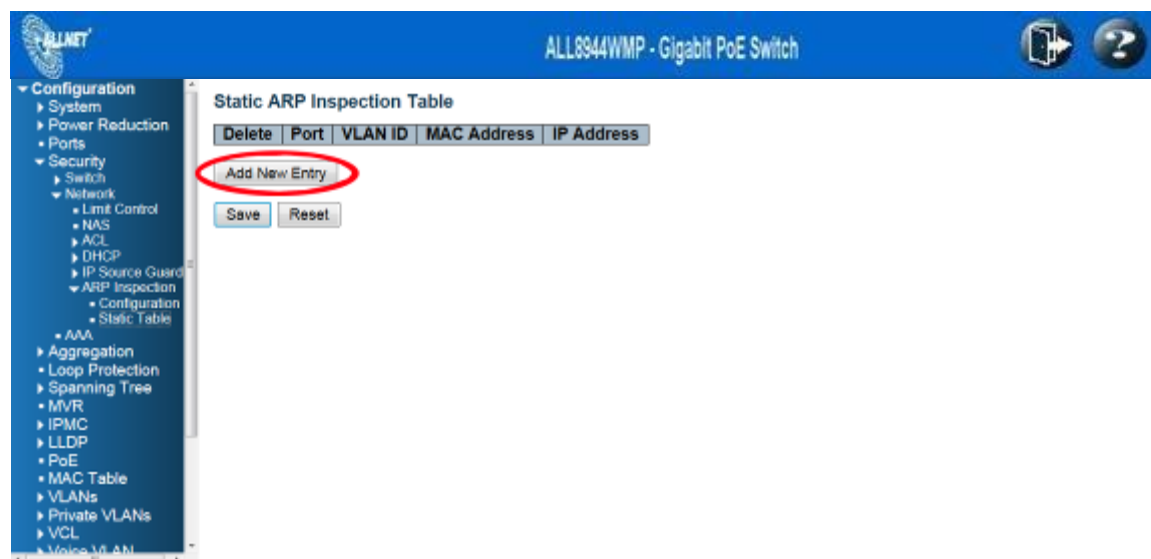 ALLNET
ALL8944WMP - Gigabit PoE Switch
?
Configuration
System
Power Reduction
Ports
Security
Switch
Network
Limit Control
NAS
ACL
DHCP
IP Source Guard
ARP Inspection
Configuration
Static Table
AAA
Aggregation
Loop Protection
Spanning Tree
MVR
IPMC
LLDP
PoE
MAC Table
VLANs
Private VLANs
VCL
Voice VLAN
Static ARP Inspection Table
Delete Port VLAN ID MAC Address IP Address
Add New Entry
Save Reset